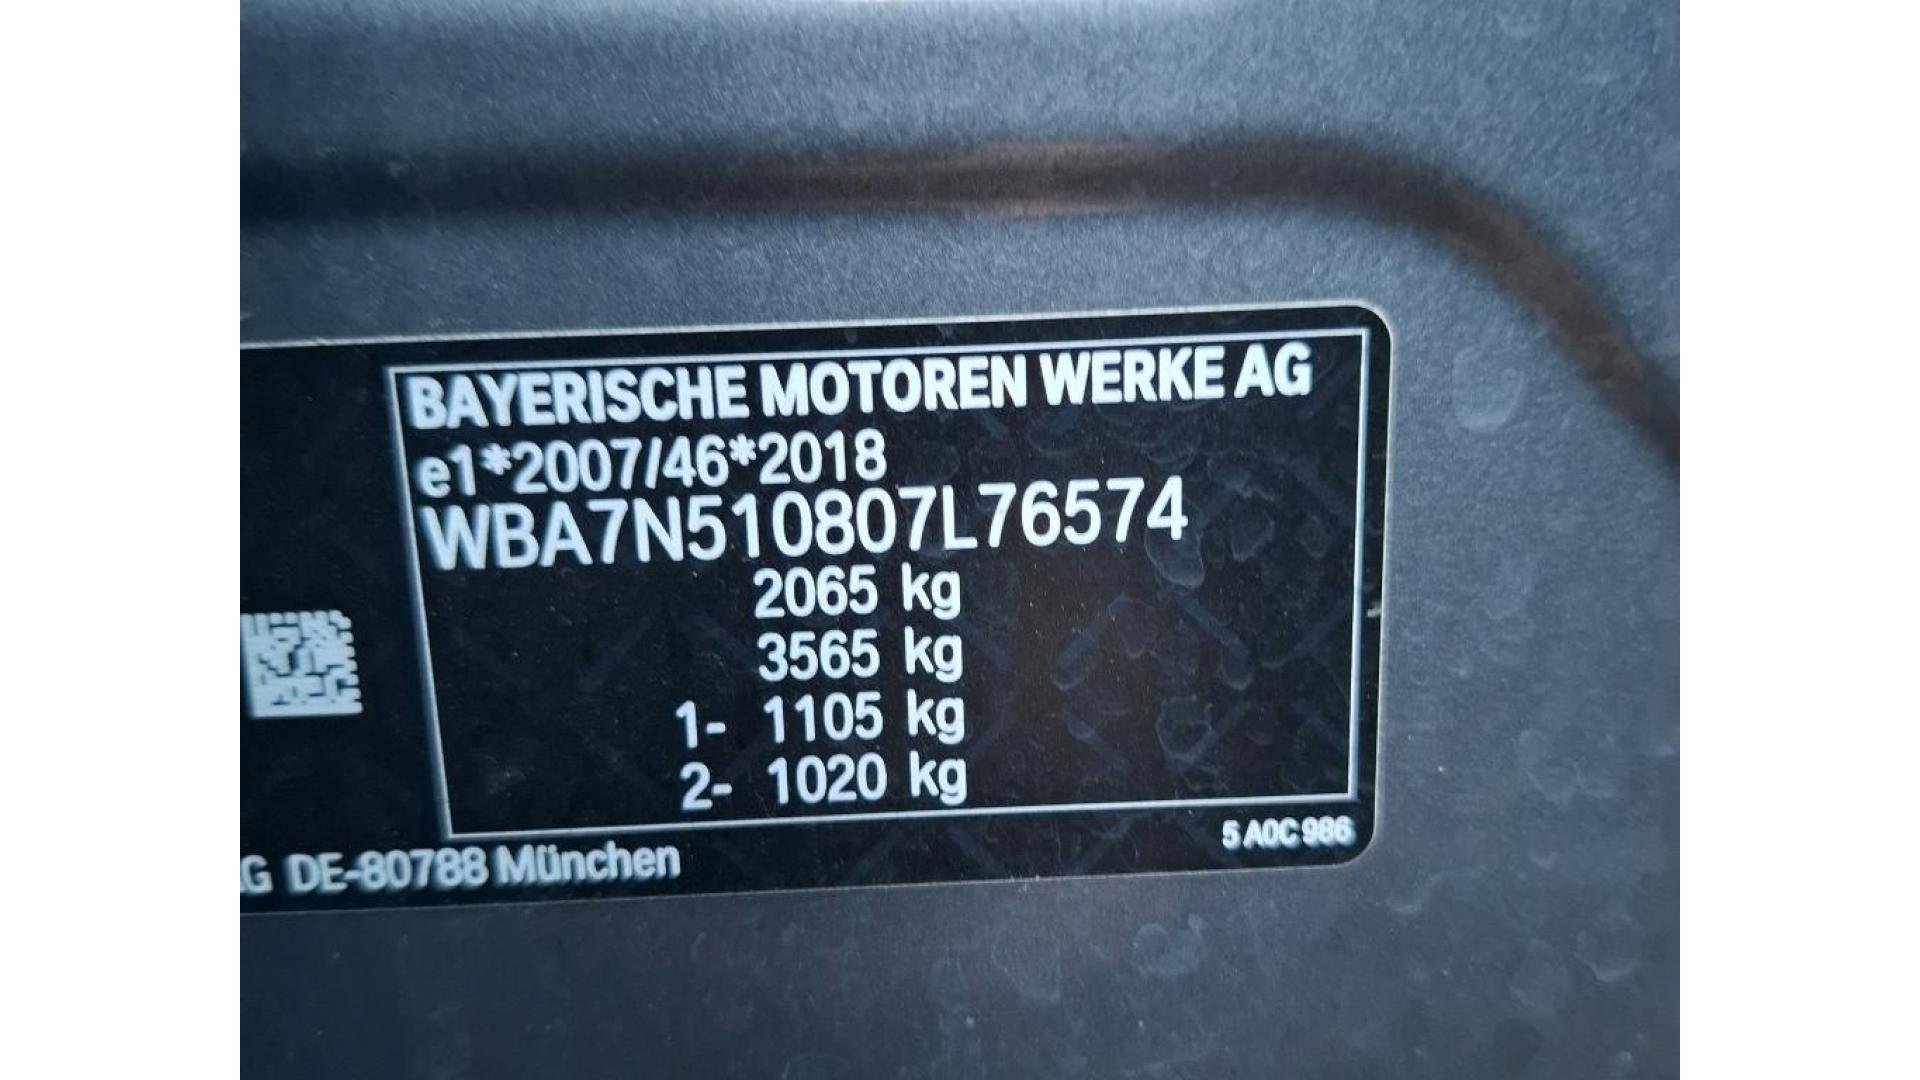 BAYERISCHE MOTOREN WERKE AG
e1*2007/46*2018
WBA7N510807L76574
2065 kg
3565 kg
1- 1105 kg
2- 1020 kg
5 A0C 986
G DE-80788 München